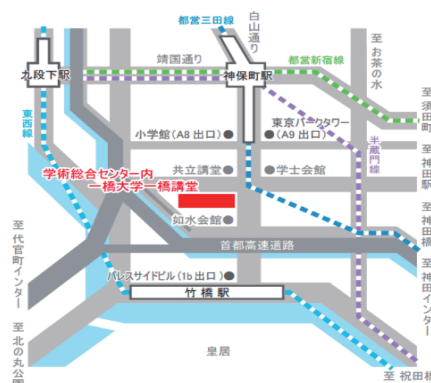 都営三田線
白山通り
靖国通り
都営新宿線
至お茶の水
九段下駅
神保町駅
至須田町
東西線
小学館(A8 出口)
東京パークタワー
(A9 出口)
半蔵門線
至神田駅
学術総合センター内
一橋大学一橋講堂
共立講堂
学士会館
如水会館
至神田橋
至代官町インター
首都高速道路
至神田インター
パレスサイドビル(1b 出口)
竹橋駅
至北の丸公園
皇居
至 祝田橋